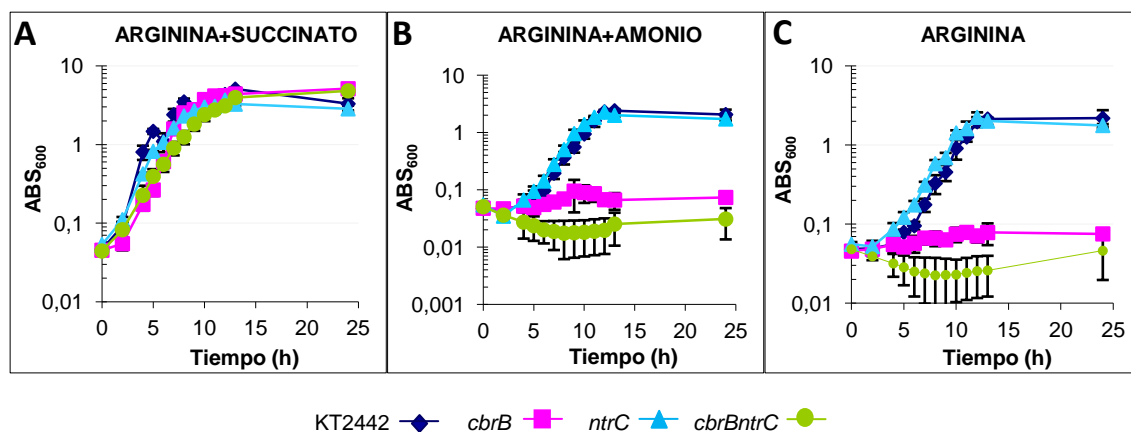 A
ARGININA+SUCCINATO
10
1
0,1
0,01
ABS600
0
5
10
15
20
25
Tiempo (h)
B
ARGININA+AMONIO
10
1
0,1
0,01
0,001
ABS600
0
5
10
15
20
25
Tiempo (h)
C
ARGININA
10
1
0,1
0,01
ABS600
0
5
10
15
20
25
Tiempo (h)
KT2442 cbrB ntrC cbrBntrC